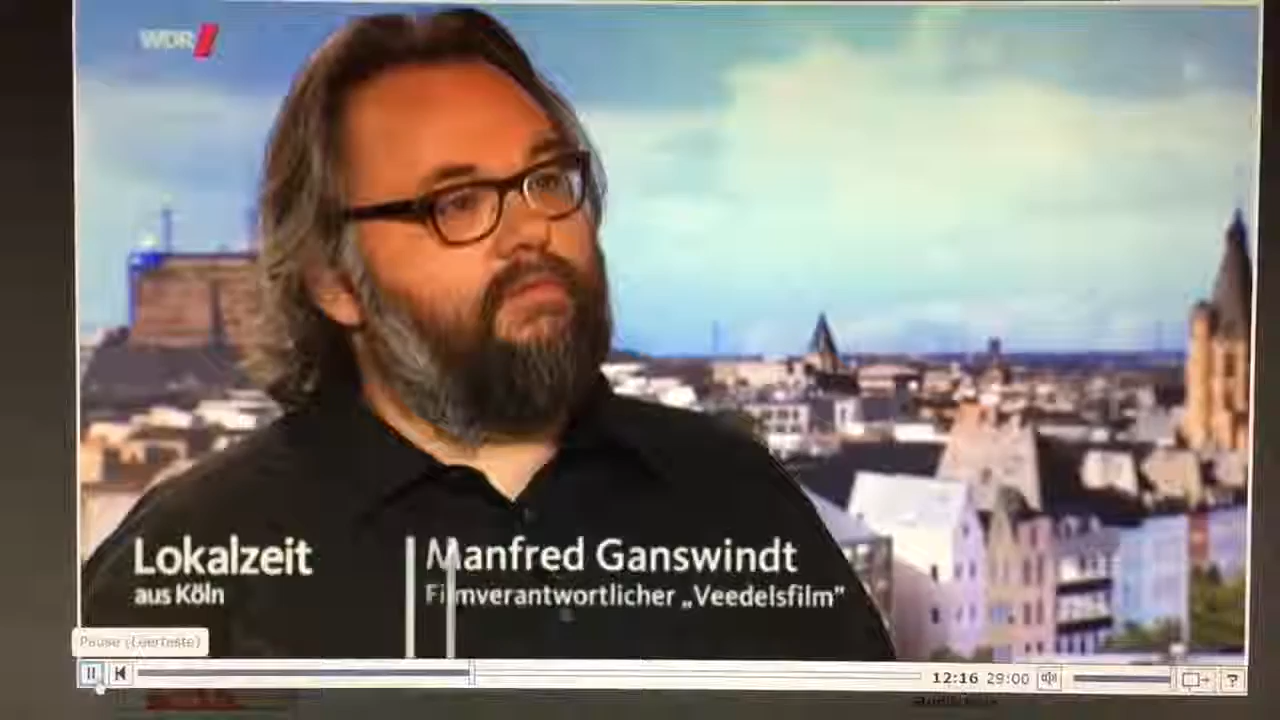 WDR
Lokalzeit
aus Köln
Manfred Ganswindt
Filmverantwortlicher „Veedelsfilm"
Pause (Leertaste)
12:16 29:00
?